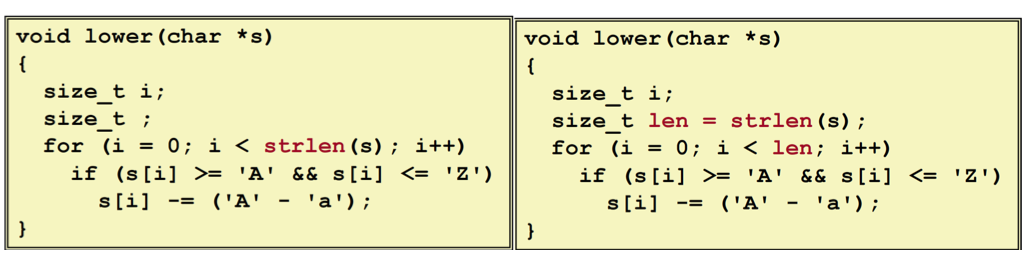 void lower(char *s)
{
size_t i;
size_t ;
for (i = 0; i < strlen(s); i++)
if (s[i] >= 'A' && s[i] <= 'Z')
s[i] -= ('A' - 'a');
}
void lower(char *s)
{
size_t i;
size_t len = strlen(s);
for (i = 0; i < len; i++)
if (s[i] >= 'A' && s[i] <= 'Z')
s[i] -= ('A' - 'a');
}